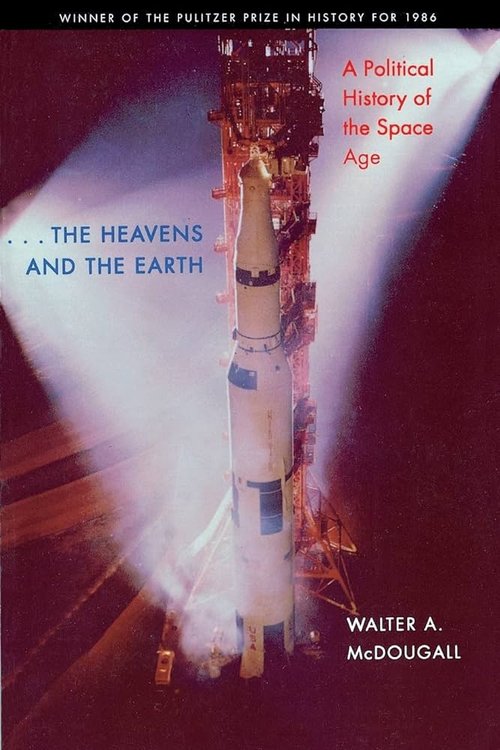 WINNER OF THE PULITZER PRIZE IN HISTORY FOR 1986
A Political
History of
the Space
Age
. . . THE HEAVENS
AND THE EARTH
USA
WALTER A.
McDOUGALL